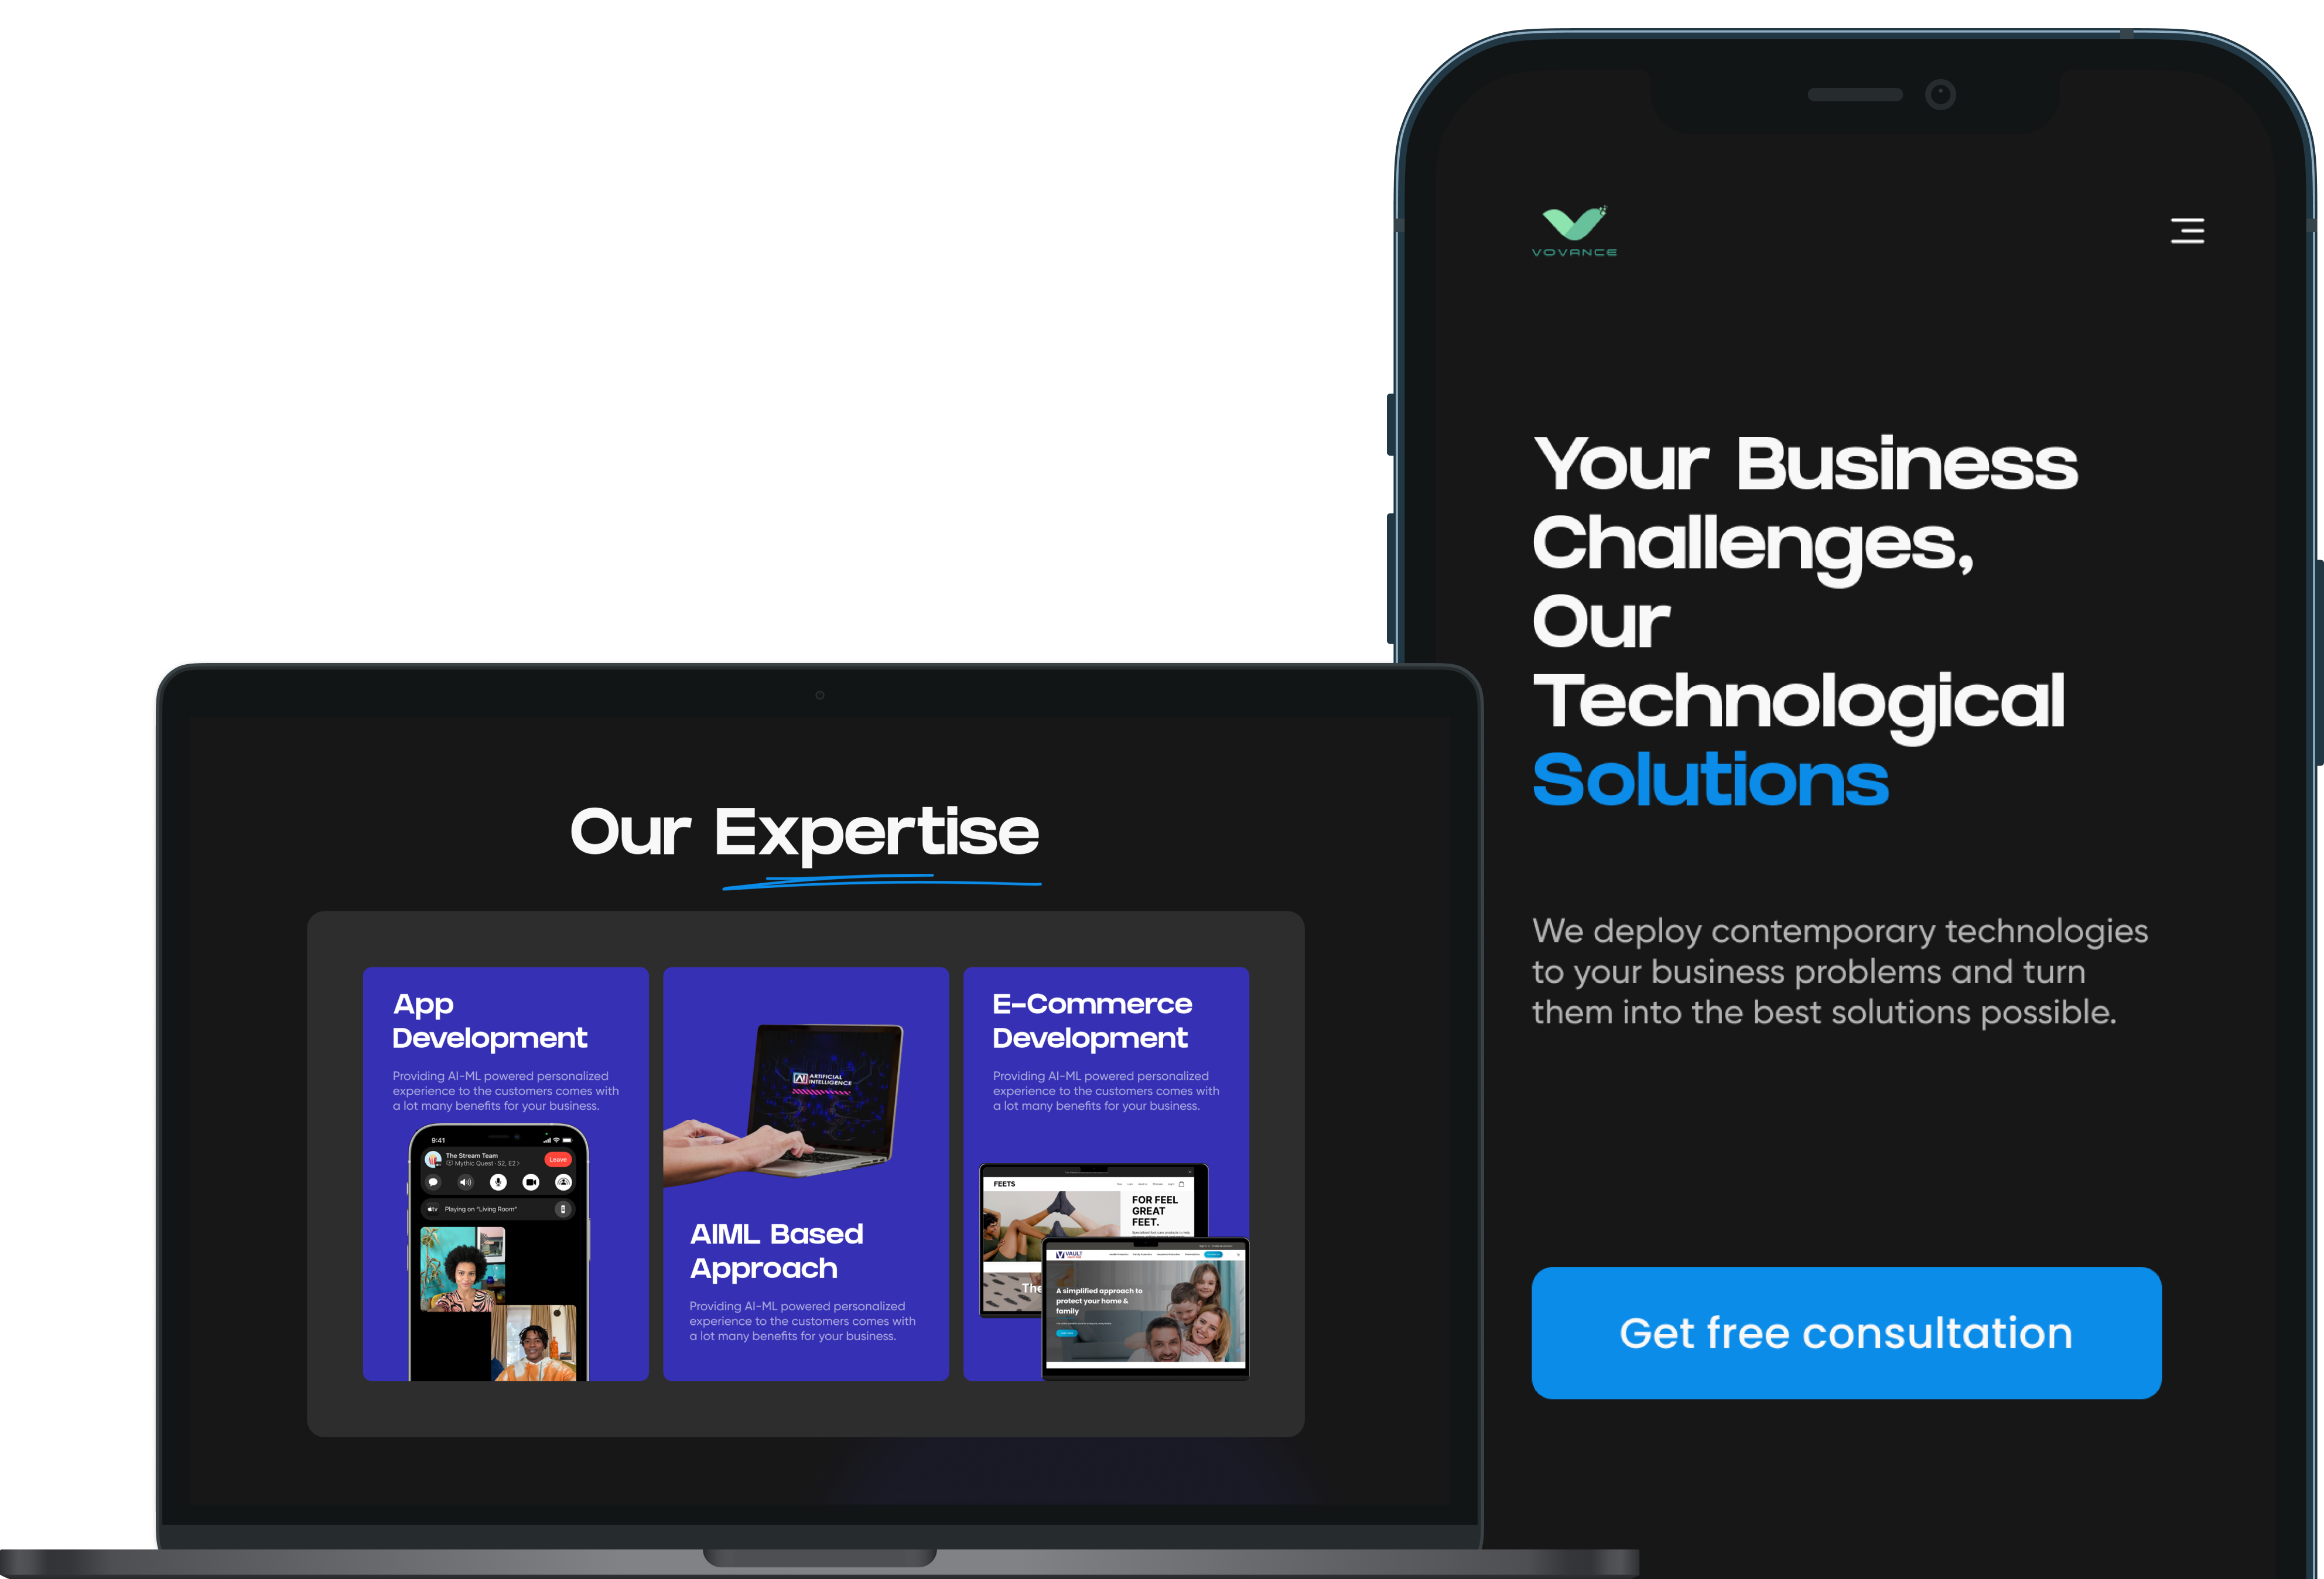 VOVANCE
Your Business
Challenges,
Our
Technological
Solutions
We deploy contemporary technologies
to your business problems and turn
them into the best solutions possible.
Get free consultation
Our Expertise
App
Development
Providing AI-ML powered personalized
experience to the customers comes with
a lot many benefits for your business.
9:41
The Stream Team
Mythic Quest · S2, E2 >
Leave
tv Playing on “Living Room”
AI ARTIFICIAL
INTELLIGENCE
AIML Based
Approach
Providing AI-ML powered personalized
experience to the customers comes with
a lot many benefits for your business.
E-Commerce
Development
Providing AI-ML powered personalized
experience to the customers comes with
a lot many benefits for your business.
FEETS
FOR FEEL
GREAT
FEET.
The
VAULT
A simplified approach to
protect your home &
family